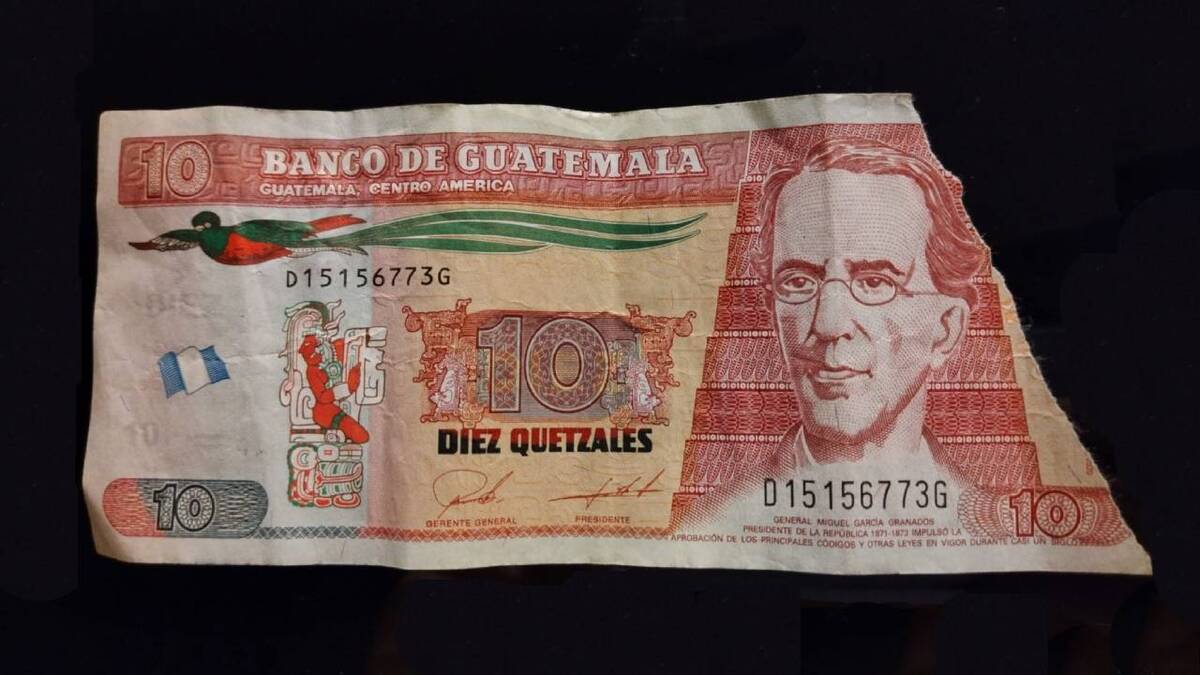 10
BANCO DE GUATEMALA
GUATEMALA, CENTRO AMERICA
D15156773G
10
DIEZ QUETZALES
GERENTE GENERAL
PRESIDENTE
10
D15156773G
10
GENERAL MIGUEL GARCÍA GRANADOS
PRESIDENTE DE LA REPÚBLICA 1871-1873 IMPULSÓ LA
APROBACIÓN DE LOS PRINCIPALES CÓDIGOS Y OTRAS LEYES EN VIGOR DURANTE CASI UN SIGLO